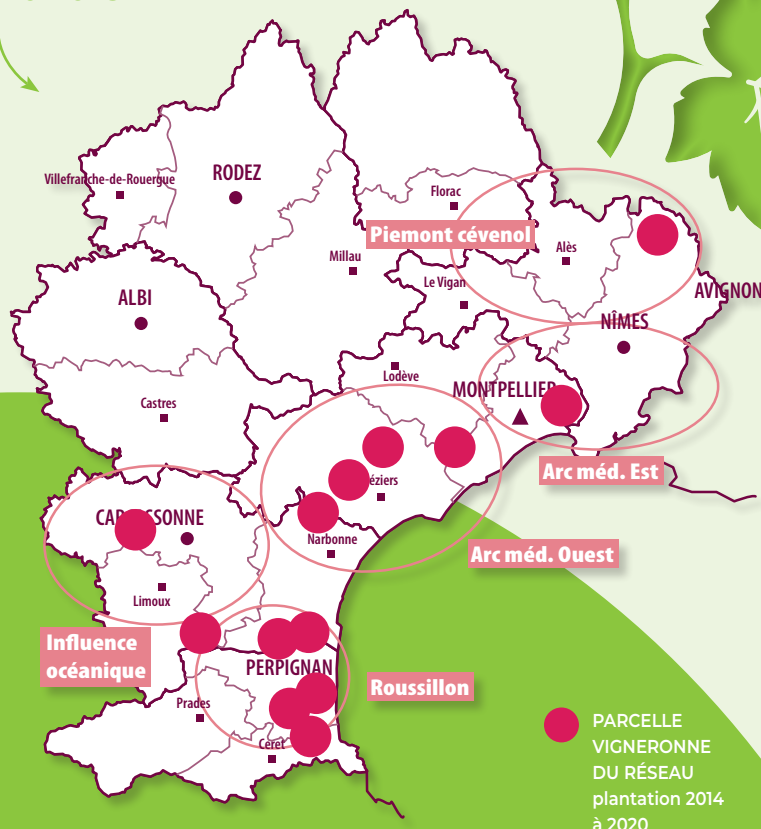 Villefranche-de-Rouergue
RODEZ
Florac
Piemont cévenol
Alès
Millau
Le Vigan
AVIGNON
ALBI
NÎMES
Lodève
MONTPELLIER
Castres
Arc méd. Est
éziers
CAR SSONNE
Narbonne
Arc méd. Ouest
Limoux
Influence
océanique
PERPIGNAN
Roussillon
Prades
Céret
PARCELLE
VIGNERONNE
DU RÉSEAU
plantation 2014
à 2020